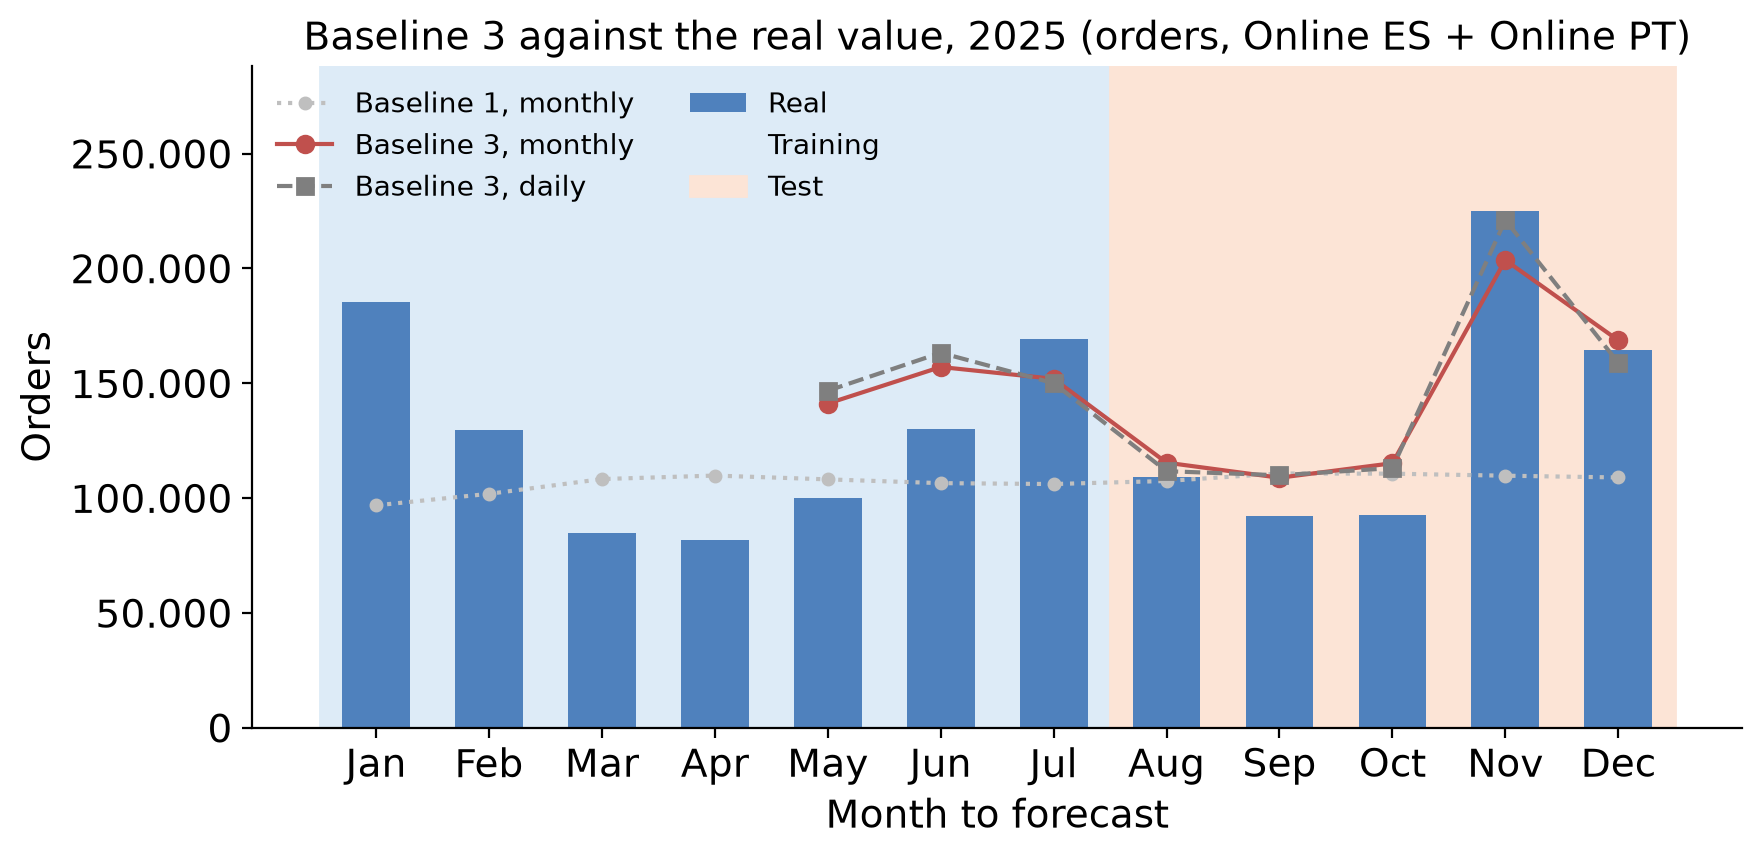 Baseline 3 against the real value, 2025 (orders, Online ES + Online PT)
Baseline 1, monthly
Baseline 3, monthly
Baseline 3, daily
Real
Training
Test
Orders
250.000
200.000
150.000
100.000
50.000
0
Jan Feb Mar Apr May Jun Jul Aug Sep Oct Nov Dec
Month to forecast